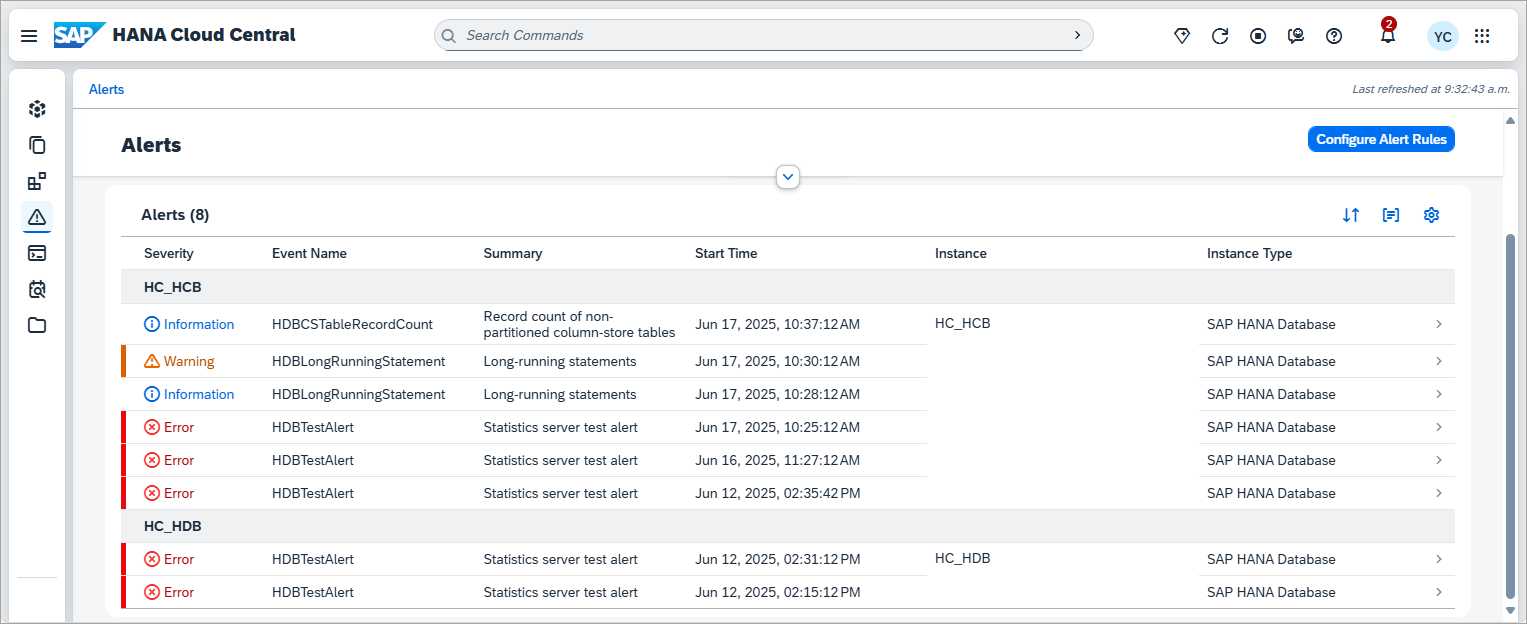 SAP HANA Cloud Central
Search Commands
2
YC
Alerts
Last refreshed at 9:32:43 a.m.
Alerts
Configure Alert Rules
Alerts (8)
Severity Event Name Summary Start Time Instance Instance Type
HC_HCB
Information HDBCSTableRecordCount Record count of non-
partitioned column-store tables Jun 17, 2025, 10:37:12 AM HC_HCB SAP HANA Database
Warning HDBLongRunningStatement Long-running statements Jun 17, 2025, 10:30:12 AM SAP HANA Database
Information HDBLongRunningStatement Long-running statements Jun 17, 2025, 10:28:12 AM SAP HANA Database
Error HDBTestAlert Statistics server test alert Jun 17, 2025, 10:25:12 AM SAP HANA Database
Error HDBTestAlert Statistics server test alert Jun 16, 2025, 11:27:12 AM SAP HANA Database
Error HDBTestAlert Statistics server test alert Jun 12, 2025, 02:35:42 PM SAP HANA Database
HC_HDB
Error HDBTestAlert Statistics server test alert Jun 12, 2025, 02:31:12 PM HC_HDB SAP HANA Database
Error HDBTestAlert Statistics server test alert Jun 12, 2025, 02:15:12 PM SAP HANA Database